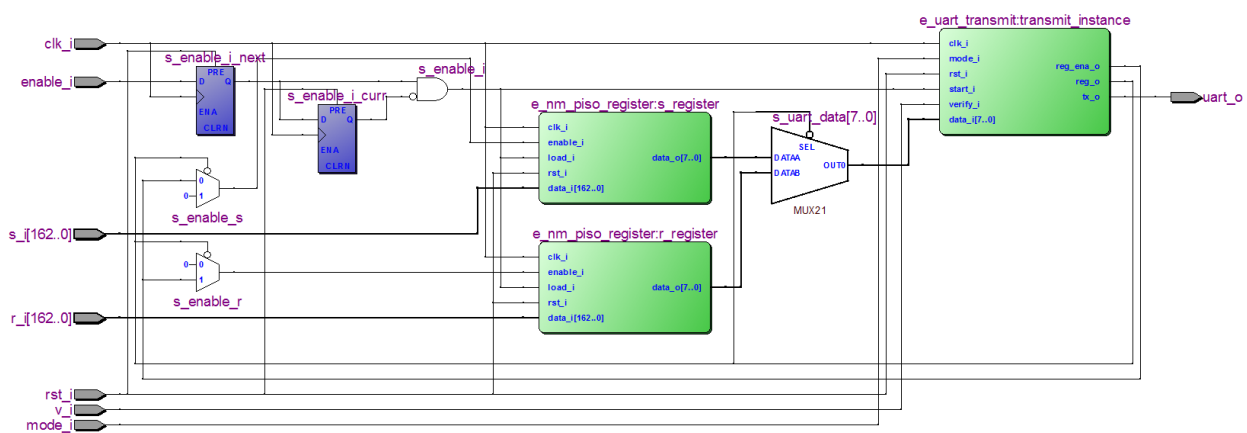 e_uart_transmit:transmit_instance
clk_i
enable_i
s_enable_i_next
PRE
D Q
ENA
CLRN
s_enable_i_curr
PRE
D Q
ENA
CLRN
s_enable_i
e_nm_piso_register:s_register
clk_i
enable_i
load_i
rst_i
data_i[162..0]
data_o[7..0]
s_uart_data[7..0]
SEL
DATAA
DATAB
OUT0
MUX21
clk_i
mode_i
rst_i
start_i
verify_i
data_i[7..0]
reg_ena_o
reg_o
tx_o
uart_o
0
0 1
s_enable_s
s_i[162..0]
0 0
1
s_enable_r
e_nm_piso_register:r_register
clk_i
enable_i
load_i
rst_i
data_i[162..0]
data_o[7..0]
r_i[162..0]
rst_i
v_i
mode_i